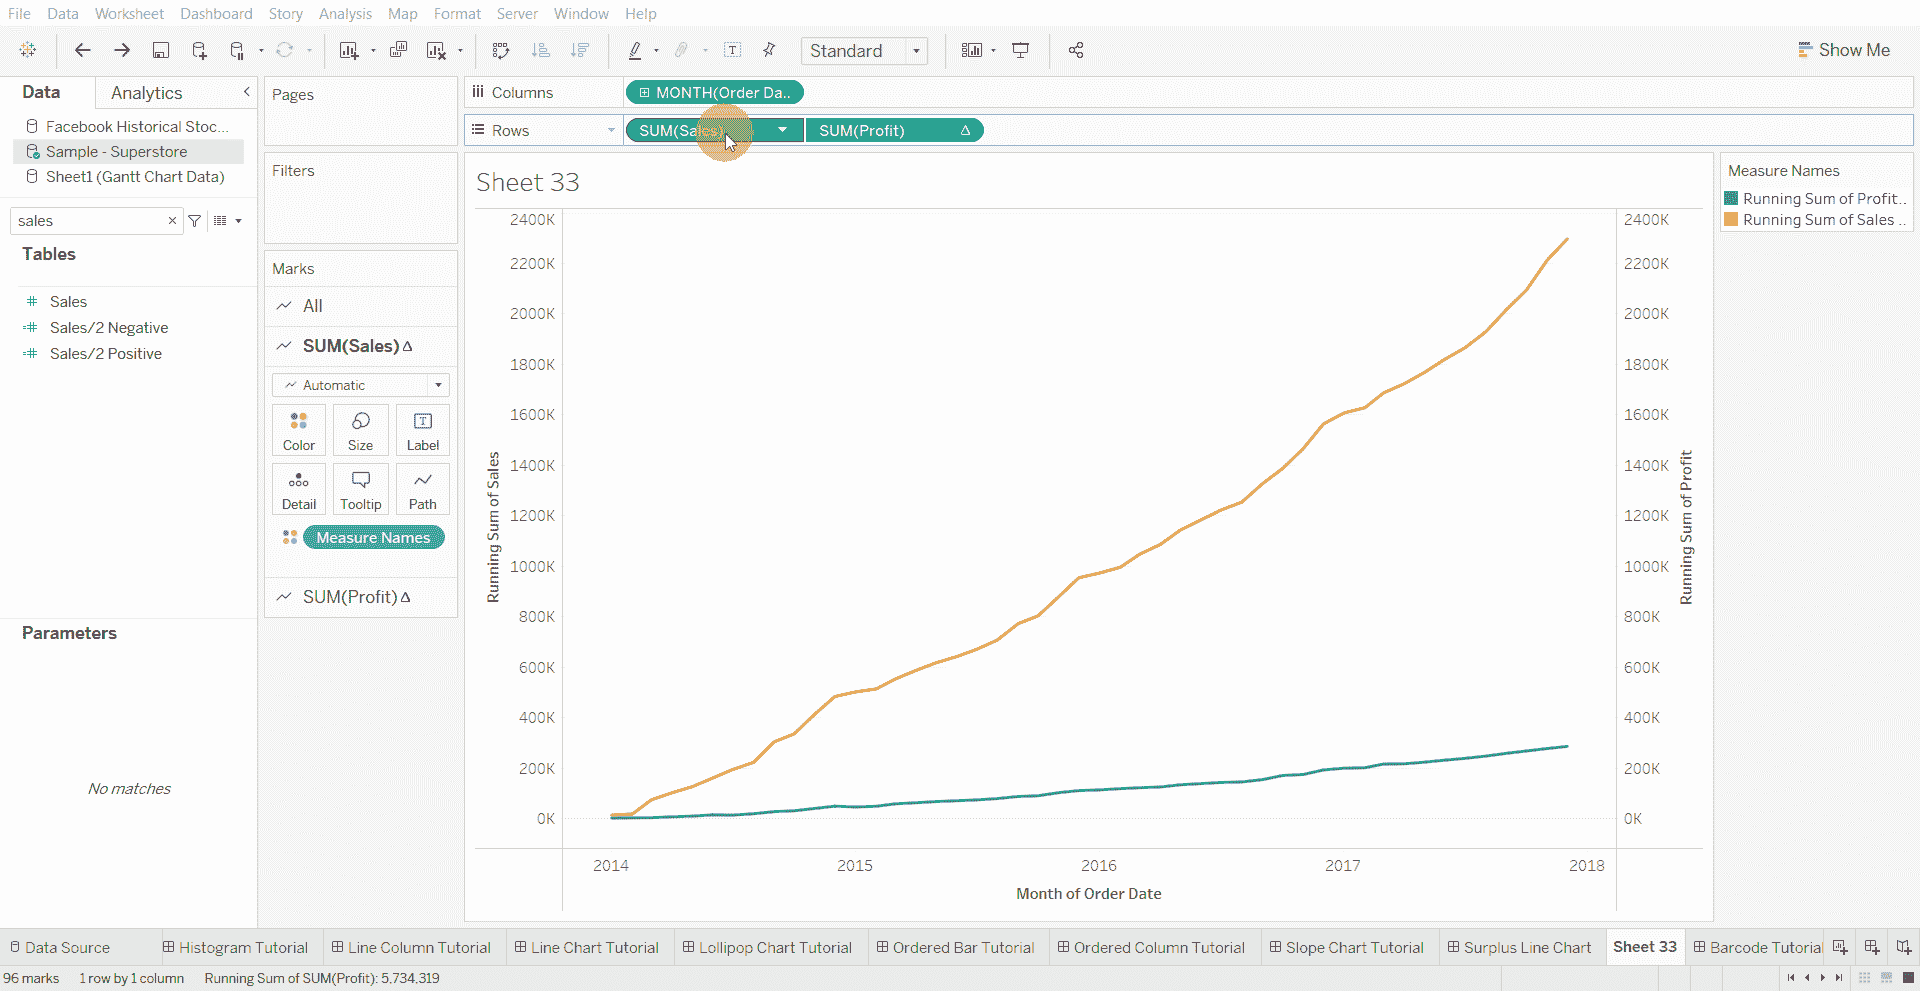 File Data Worksheet Dashboard Story Analysis Map Format Server Window Help
Standard
Show Me
Data Analytics
Facebook Historical Stoc...
Sample - Superstore
Sheet1 (Gantt Chart Data)
sales
Tables
Sales
Sales/2 Negative
Sales/2 Positive
Parameters
No matches
Pages
Filters
Marks
All
SUM(Sales)
Automatic
Color Size Label
Detail Tooltip Path
Measure Names
SUM(Profit)
Columns MONTH(Order Da..
Rows SUM(Sales) SUM(Profit)
Sheet 33
2400K
2200K
2000K
1800K
1600K
1400K
1200K
1000K
800K
600K
400K
200K
0K
Running Sum of Sales
2400K
2200K
2000K
1800K
1600K
1400K
1200K
1000K
800K
600K
400K
200K
0K
Running Sum of Profit
2014 2015 2016 2017 2018
Month of Order Date
Measure Names
Running Sum of Profit..
Running Sum of Sales ..
Data Source Histogram Tutorial Line Column Tutorial Line Chart Tutorial Lollipop Chart Tutorial Ordered Bar Tutorial Ordered Column Tutorial Slope Chart Tutorial Surplus Line Chart Sheet 33 Barcode Tutorial
96 marks 1 row by 1 column Running Sum of SUM(Profit): 5,734,319